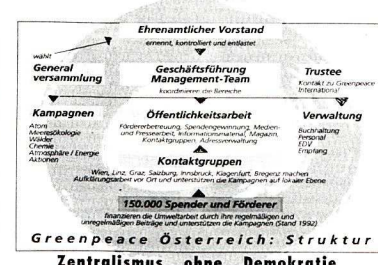 Ehrenamtlicher Vorstand
ernennt, kontrolliert und entlastet
wählt
General
versammlung
Geschäftsführung
Management-Team
koordinieren die Bereiche
Trustee
Kontakt zu Greenpeace
International
Kampagnen
Atom
Meeresökologie
Wälder
Chemie
Atmosphäre / Energie
Aktionen
Öffentlichkeitsarbeit
Fördererbetreuung, Spendengewinnung, Medien-
und Pressearbeit, Informationsmaterial, Magazin,
Kontaktgruppen, Adressverwaltung
Verwaltung
Buchhaltung
Personal
EDV
Empfang
Kontaktgruppen
Wien, Linz, Graz, Salzburg, Innsbruck, Klagenfurt, Bregenz machen
Aufklärungsarbeit vor Ort und unterstützen die Kampagnen auf lokaler Ebene
150.000 Spender und Förderer
finanzieren die Umweltarbeit durch ihre regelmäßigen und
unregelmäßigen Beiträge und unterstützen die Kampagnen (Stand 1992)
Greenpeace Österreich: Struktur
Zentralismus ohne Demokratie